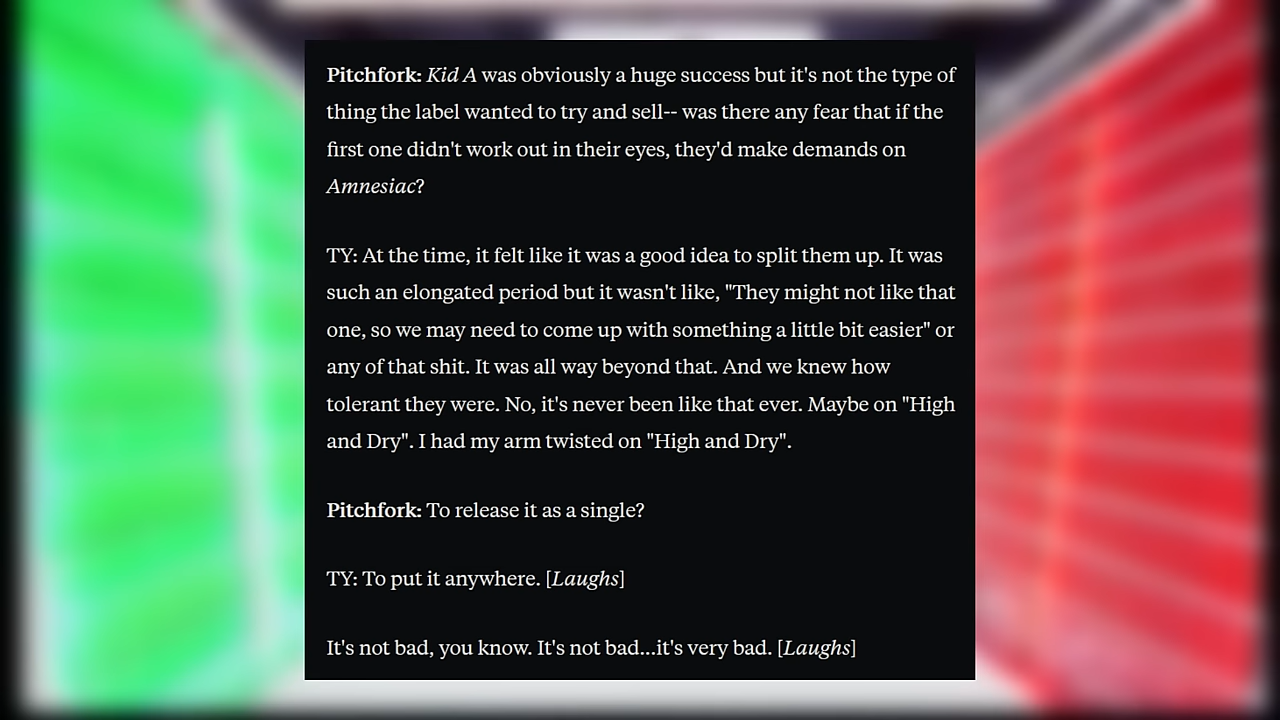 Pitchfork: Kid A was obviously a huge success but it's not the type of
thing the label wanted to try and sell-- was there any fear that if the
first one didn't work out in their eyes, they'd make demands on
Amnesiac?
TY: At the time, it felt like it was a good idea to split them up. It was
such an elongated period but it wasn't like, "They might not like that
one, so we may need to come up with something a little bit easier" or
any of that shit. It was all way beyond that. And we knew how
tolerant they were. No, it's never been like that ever. Maybe on "High
and Dry". I had my arm twisted on "High and Dry".
Pitchfork: To release it as a single?
TY: To put it anywhere. [Laughs]
It's not bad, you know. It's not bad...it's very bad. [Laughs]